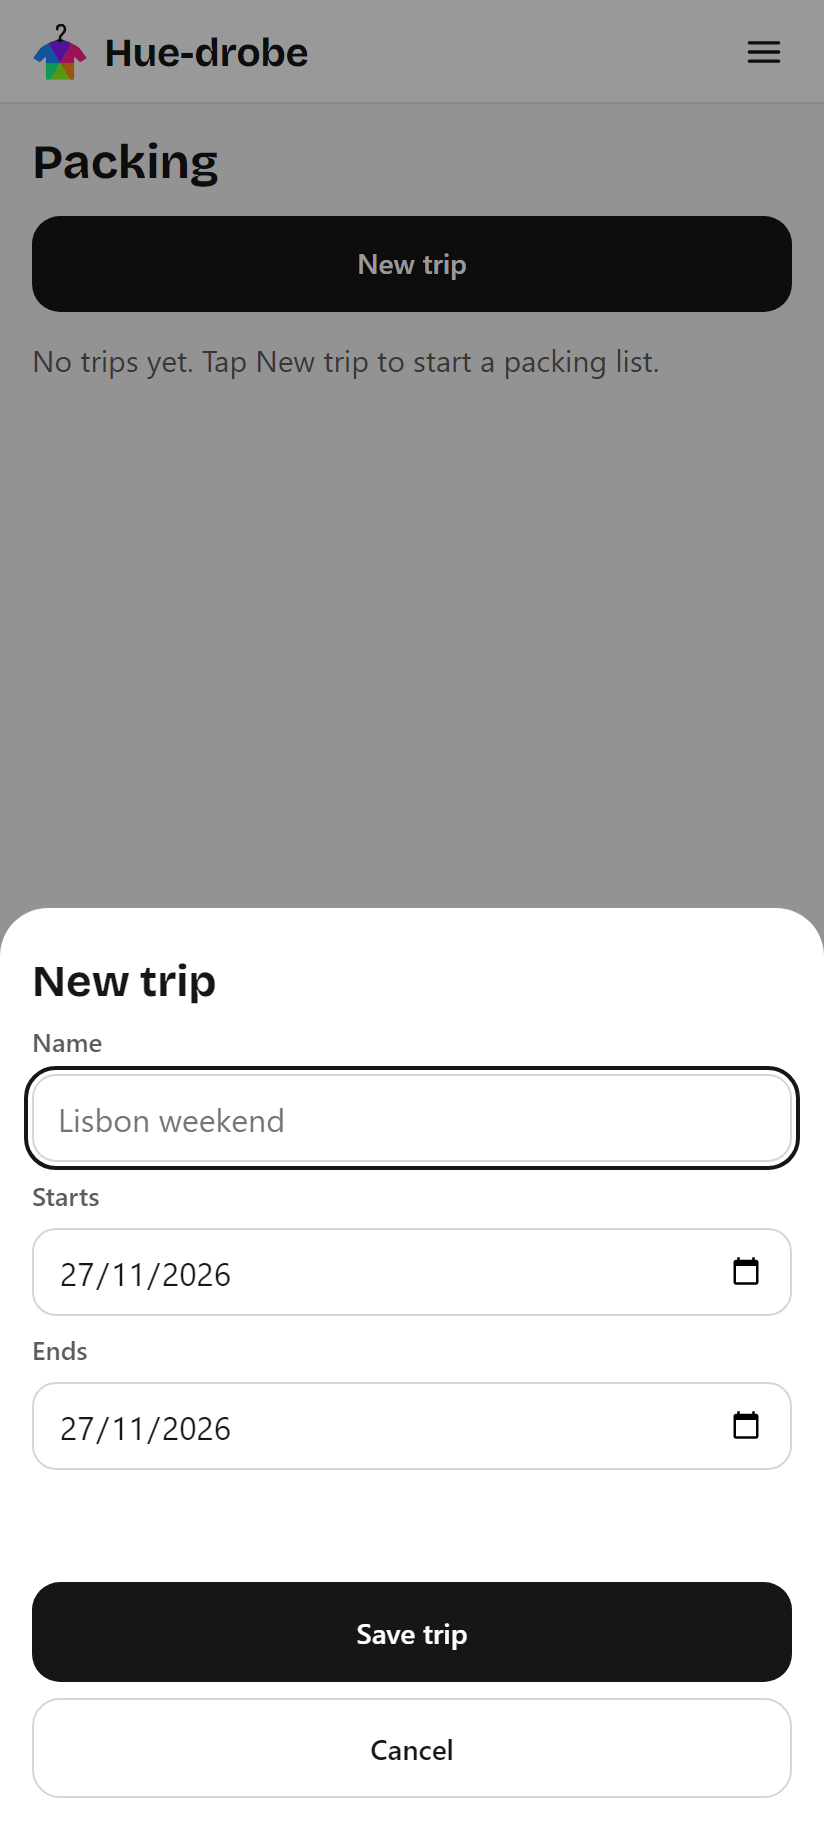 Hue-drobe
Packing
New trip
No trips yet. Tap New trip to start a packing list.
New trip
Name
Lisbon weekend
Starts
27/11/2026
Ends
27/11/2026
Save trip
Cancel